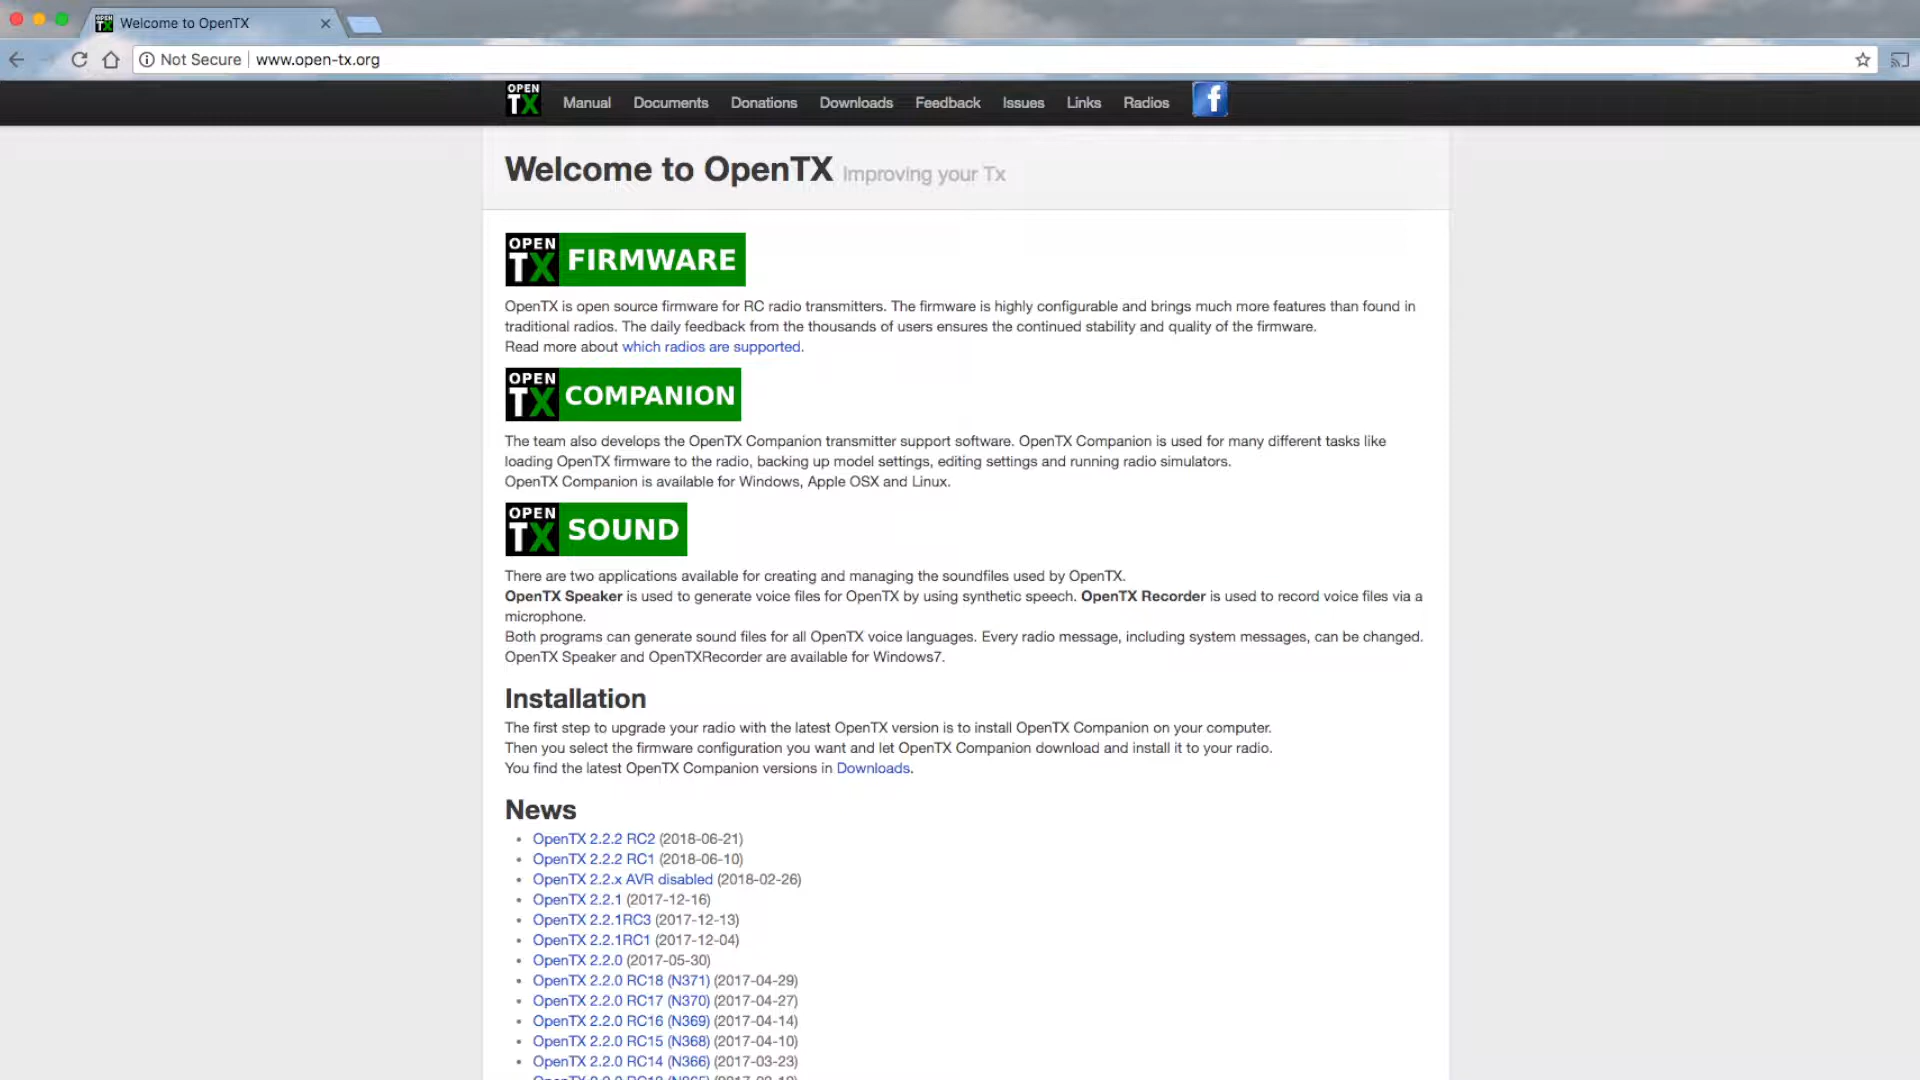 Welcome to OpenTX
Not Secure www.open-tx.org
OPEN TX Manual Documents Donations Downloads Feedback Issues Links Radios f
Welcome to OpenTX Improving your Tx
OPEN TX FIRMWARE
OpenTX is open source firmware for RC radio transmitters. The firmware is highly configurable and brings much more features than found in
traditional radios. The daily feedback from the thousands of users ensures the continued stability and quality of the firmware.
Read more about which radios are supported.
OPEN TX COMPANION
The team also develops the OpenTX Companion transmitter support software. OpenTX Companion is used for many different tasks like
loading OpenTX firmware to the radio, backing up model settings, editing settings and running radio simulators.
OpenTX Companion is available for Windows, Apple OSX and Linux.
OPEN TX SOUND
There are two applications available for creating and managing the soundfiles used by OpenTX.
OpenTX Speaker is used to generate voice files for OpenTX by using synthetic speech. OpenTX Recorder is used to record voice files via a
microphone.
Both programs can generate sound files for all OpenTX voice languages. Every radio message, including system messages, can be changed.
OpenTX Speaker and OpenTXRecorder are available for Windows7.
Installation
The first step to upgrade your radio with the latest OpenTX version is to install OpenTX Companion on your computer.
Then you select the firmware configuration you want and let OpenTX Companion download and install it to your radio.
You find the latest OpenTX Companion versions in Downloads.
News
• OpenTX 2.2.2 RC2 (2018-06-21)
• OpenTX 2.2.2 RC1 (2018-06-10)
• OpenTX 2.2.x AVR disabled (2018-02-26)
• OpenTX 2.2.1 (2017-12-16)
• OpenTX 2.2.1RC3 (2017-12-13)
• OpenTX 2.2.1RC1 (2017-12-04)
• OpenTX 2.2.0 (2017-05-30)
• OpenTX 2.2.0 RC18 (N371) (2017-04-29)
• OpenTX 2.2.0 RC17 (N370) (2017-04-27)
• OpenTX 2.2.0 RC16 (N369) (2017-04-14)
• OpenTX 2.2.0 RC15 (N368) (2017-04-10)
• OpenTX 2.2.0 RC14 (N366) (2017-03-23)